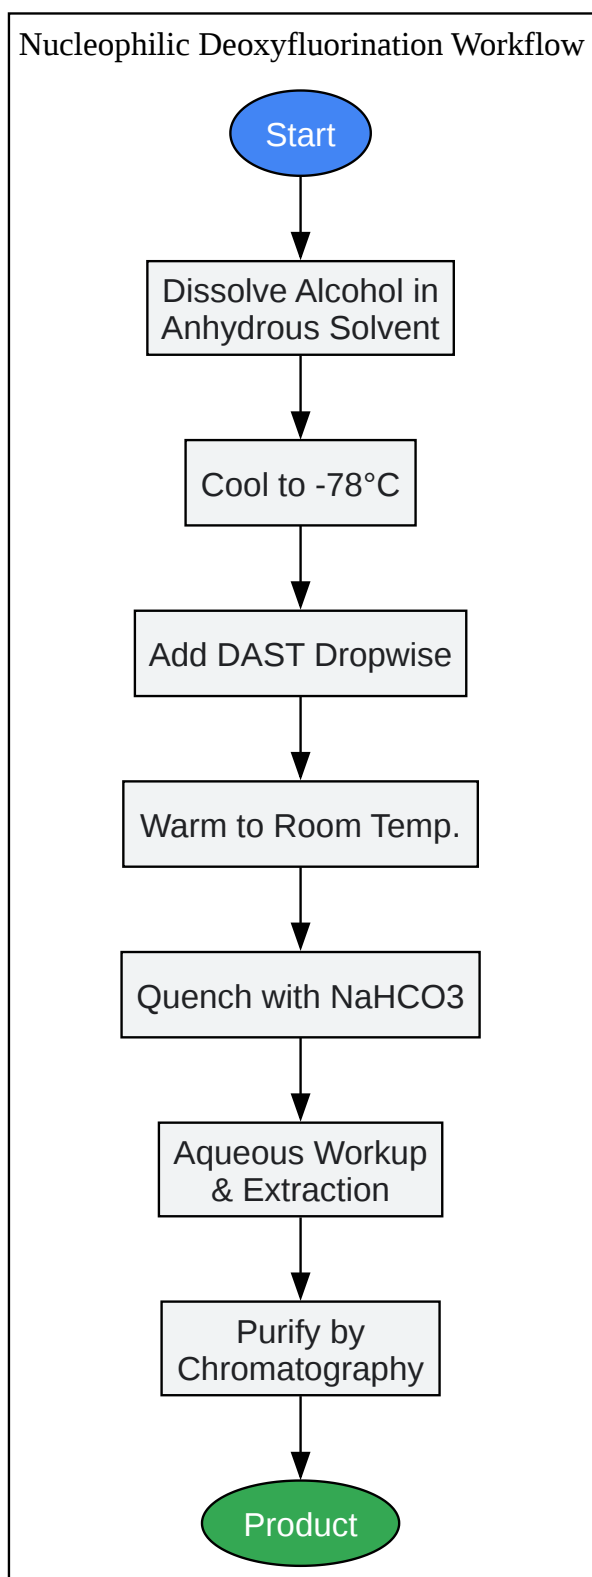 Nucleophilic Deoxyfluorination Workflow
Start
Dissolve Alcohol in
Anhydrous Solvent
Cool to -78°C
Add DAST Dropwise
Warm to Room Temp.
Quench with NaHCO3
Aqueous Workup
& Extraction
Purify by
Chromatography
Product